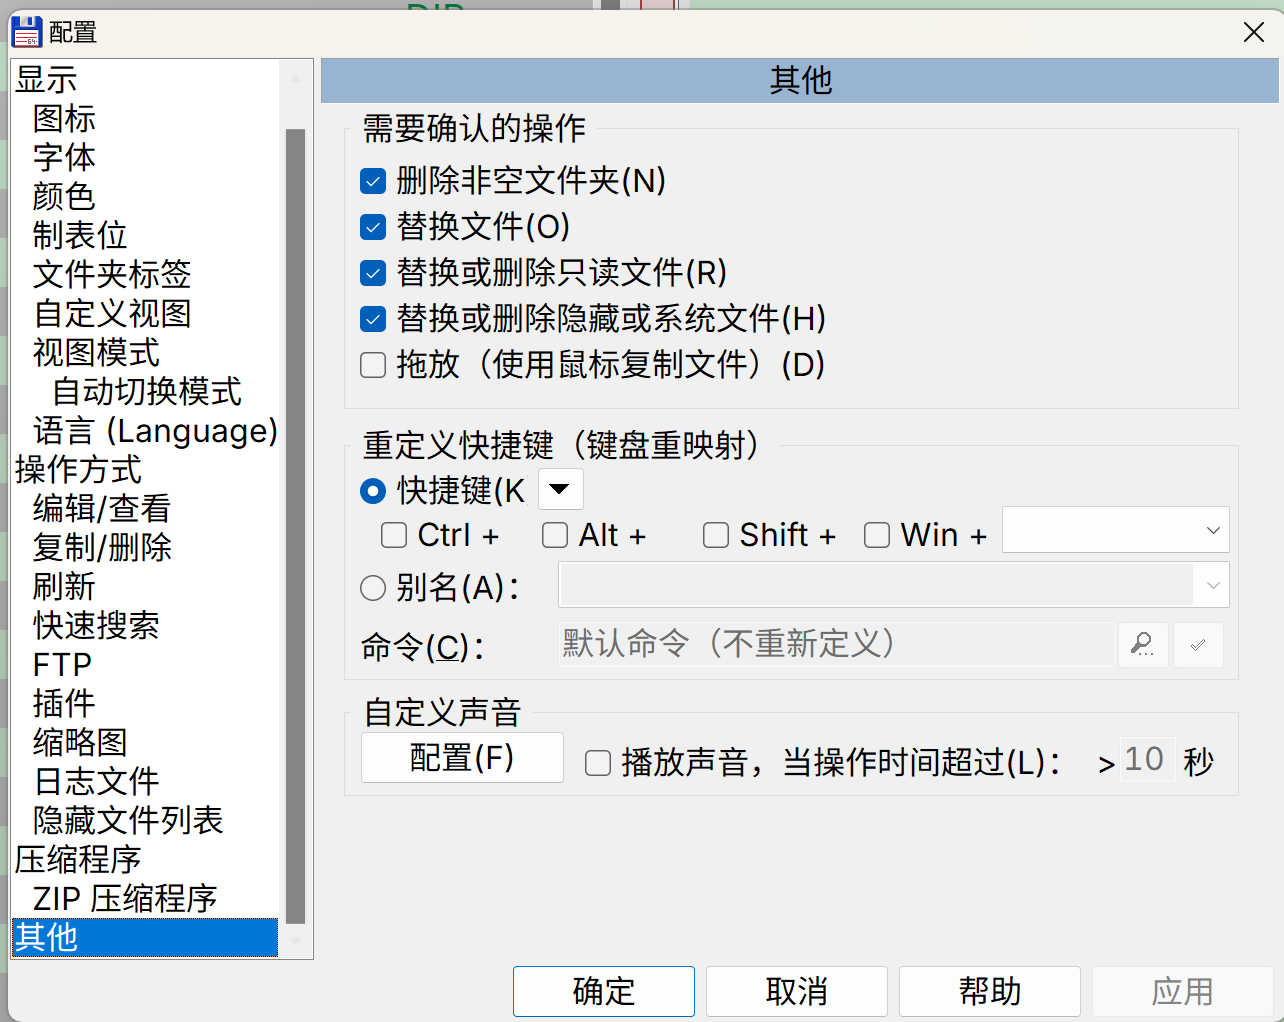 配置
显示
图标
字体
颜色
制表位
文件夹标签
自定义视图
视图模式
自动切换模式
语言 (Language)
操作方式
编辑/查看
复制/删除
刷新
快速搜索
FTP
插件
缩略图
日志文件
隐藏文件列表
压缩程序
ZIP 压缩程序
其他
其他
需要确认的操作
删除非空文件夹(N)
替换文件(O)
替换或删除只读文件(R)
替换或删除隐藏或系统文件(H)
拖放（使用鼠标复制文件）(D)
重定义快捷键（键盘重映射）
快捷键(K
Ctrl + Alt + Shift + Win +
别名(A)：
命令(C)： 默认命令（不重新定义）
自定义声音
配置(F) 播放声音，当操作时间超过(L)： > 10 秒
确定 取消 帮助 应用